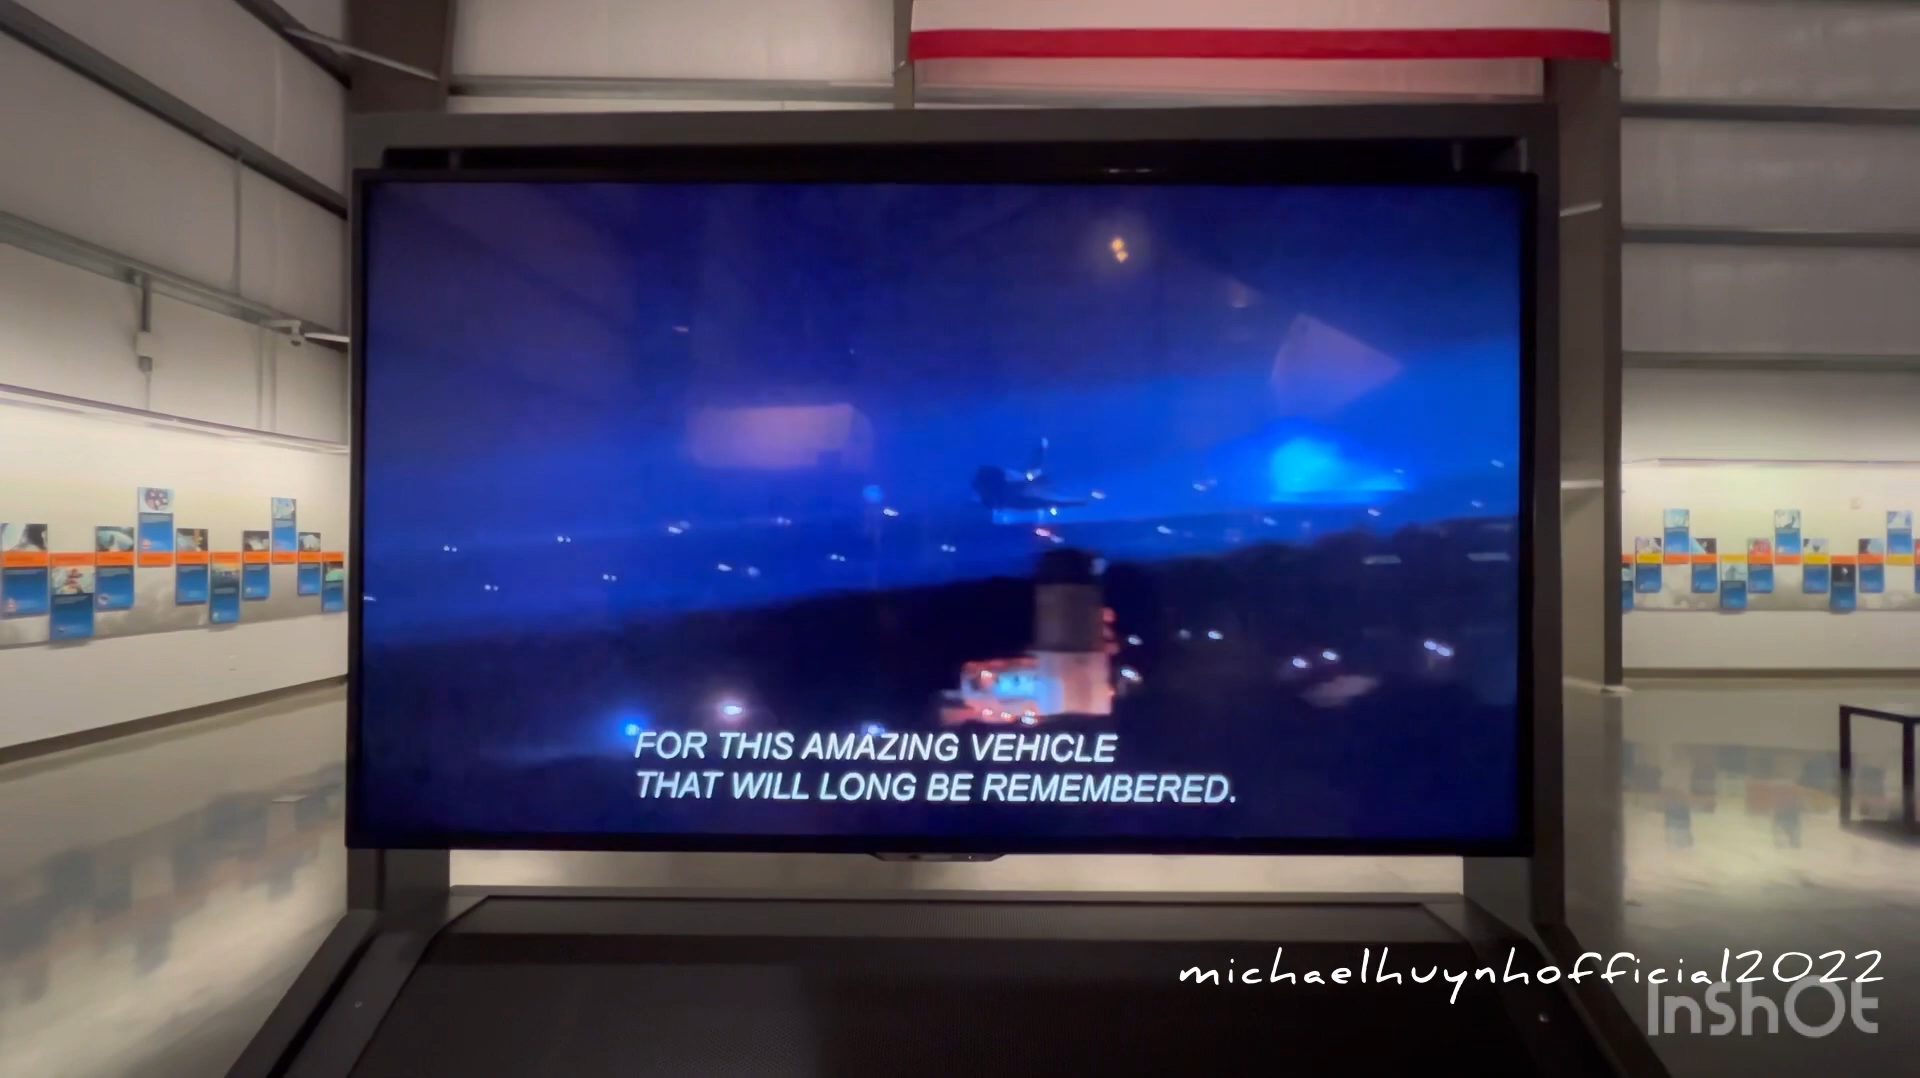 FOR THIS AMAZING VEHICLE
THAT WILL LONG BE REMEMBERED.
michaelhuynhofficial2022
InShOt